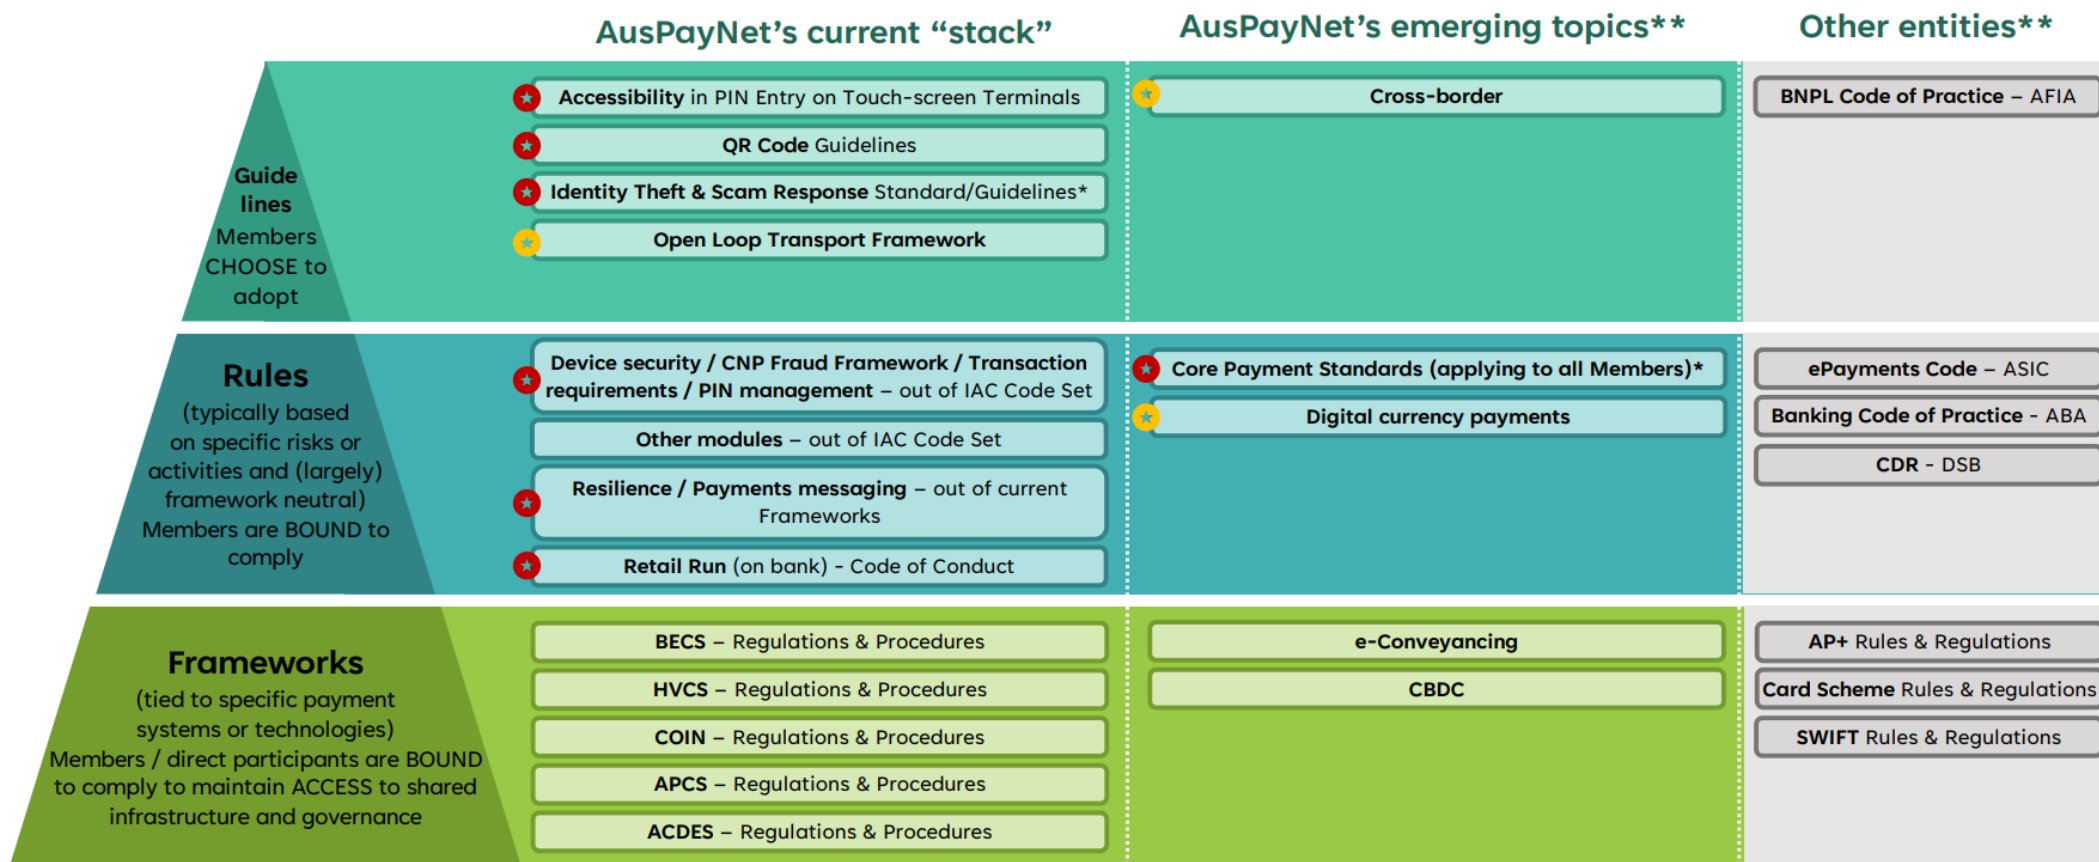 AusPayNet’s current “stack”
AusPayNet’s emerging topics**
Other entities**
Guide
lines
Members
CHOOSE to
adopt
Accessibility in PIN Entry on Touch-screen Terminals
QR Code Guidelines
Identity Theft & Scam Response Standard/Guidelines*
Open Loop Transport Framework
Cross-border
BNPL Code of Practice – AFIA
Rules
(typically based
on specific risks or
activities and (largely)
framework neutral)
Members are BOUND to
comply
Device security / CNP Fraud Framework / Transaction
requirements / PIN management – out of IAC Code Set
Other modules – out of IAC Code Set
Resilience / Payments messaging – out of current
Frameworks
Retail Run (on bank) - Code of Conduct
Core Payment Standards (applying to all Members)*
Digital currency payments
ePayments Code – ASIC
Banking Code of Practice - ABA
CDR - DSB
Frameworks
(tied to specific payment
systems or technologies)
Members / direct participants are BOUND
to comply to maintain ACCESS to shared
infrastructure and governance
BECS – Regulations & Procedures
HVCS – Regulations & Procedures
COIN – Regulations & Procedures
APCS – Regulations & Procedures
ACDES – Regulations & Procedures
e-Conveyancing
CBDC
AP+ Rules & Regulations
Card Scheme Rules & Regulations
SWIFT Rules & Regulations